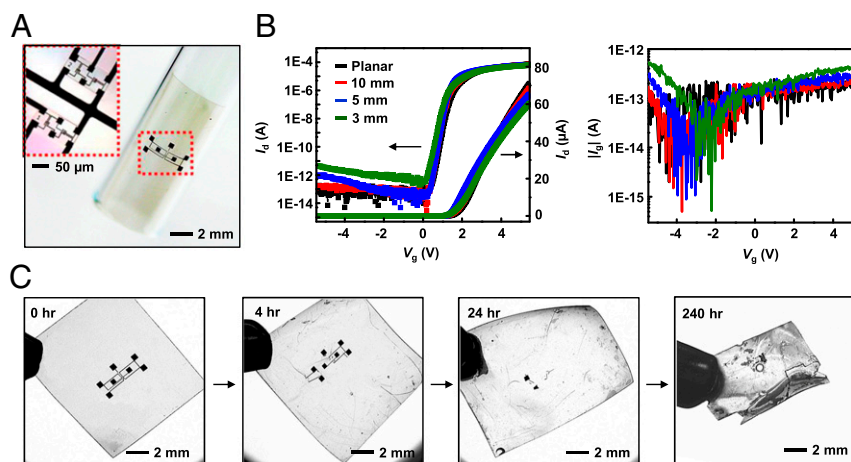 A
50 µm
2 mm
B
Planar
10 mm
5 mm
3 mm
1E-4
1E-6
1E-8
1E-10
1E-12
1E-14
I_d (A)
-4 -2 0 2 4
V_g (V)
80
60
40
20
0
I_d (µA)
1E-12
1E-13
1E-14
1E-15
|I_g| (A)
-4 -2 0 2 4
V_g (V)
C
0 hr
2 mm
4 hr
2 mm
24 hr
2 mm
240 hr
2 mm